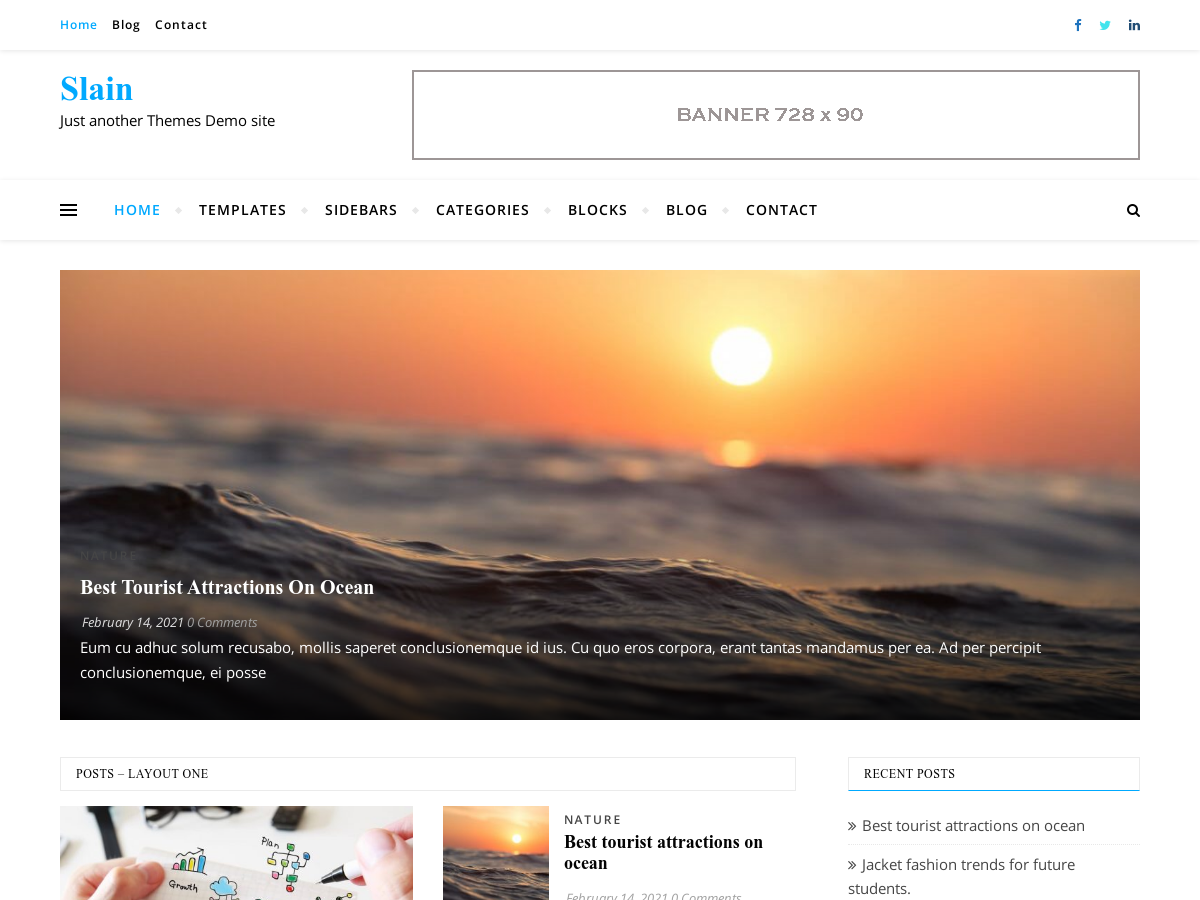 Home Blog Contact
Slain
Just another Themes Demo site
BANNER 728 x 90
HOME TEMPLATES SIDEBARS CATEGORIES BLOCKS BLOG CONTACT
NATURE
Best Tourist Attractions On Ocean
February 14, 2021 0 Comments
Eum cu adhuc solum recusabo, mollis saperet conclusionemque id ius. Cu quo eros corpora, erant tantas mandamus per ea. Ad per percipit
conclusionemque, ei posse
POSTS – LAYOUT ONE
Plan
Growth
NATURE
Best tourist attractions on
ocean
February 14, 2021 0 Comments
RECENT POSTS
Best tourist attractions on ocean
Jacket fashion trends for future
students.